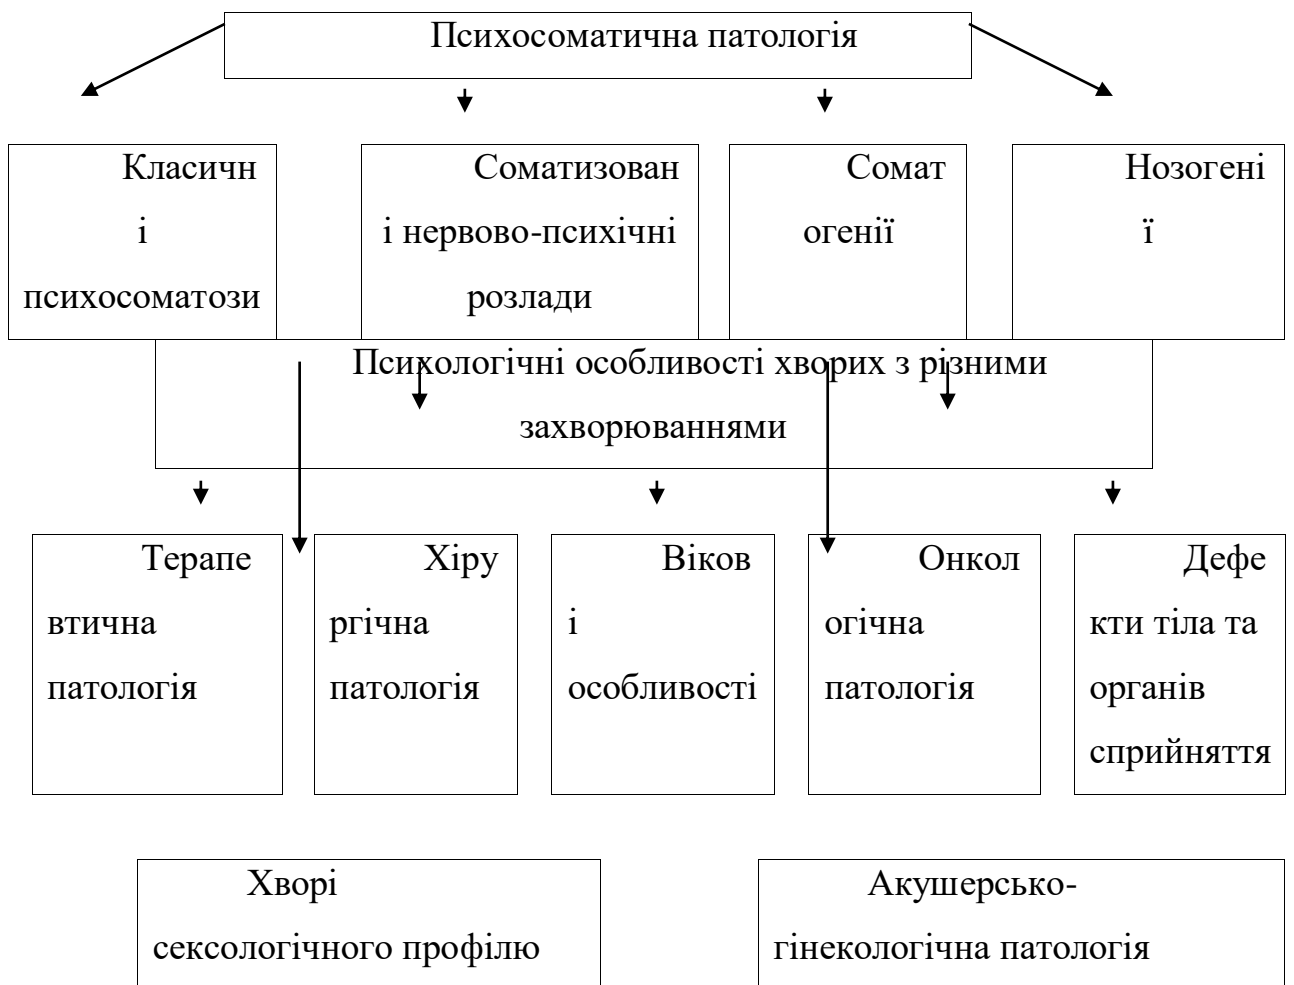 Психосоматична патологія
Класичн
і
психосоматози
Соматизован
і нервово-психічні
розлади
Сомат
огенії
Нозогені
ї
Психологічні особливості хворих з різними
захворюваннями
Терапе
втична
патологія
Хіру
ргічна
патологія
Віков
і
особливості
Онкол
огічна
патологія
Дефе
кти тіла та
органів
сприйняття
Хворі
сексологічного профілю
Акушерсько-
гінекологічна патологія